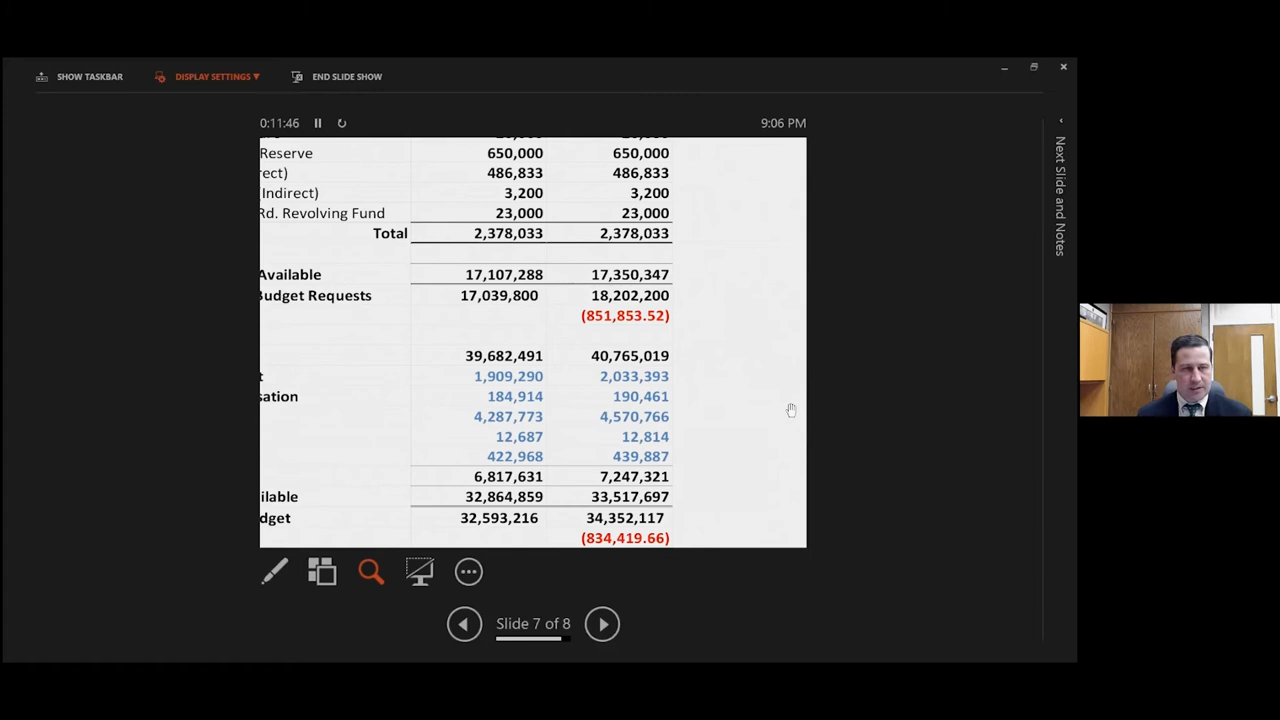 SHOW TASKBAR DISPLAY SETTINGS ▼ END SLIDE SHOW
0:11:46 9:06 PM
Next Slide and Notes
Reserve 650,000 650,000
rect) 486,833 486,833
(Indirect) 3,200 3,200
Rd. Revolving Fund 23,000 23,000
Total 2,378,033 2,378,033
Available 17,107,288 17,350,347
Budget Requests 17,039,800 18,202,200
(851,853.52)
39,682,491 40,765,019
t 1,909,290 2,033,393
sation 184,914 190,461
4,287,773 4,570,766
12,687 12,814
422,968 439,887
6,817,631 7,247,321
ilable 32,864,859 33,517,697
dget 32,593,216 34,352,117
(834,419.66)
Slide 7 of 8